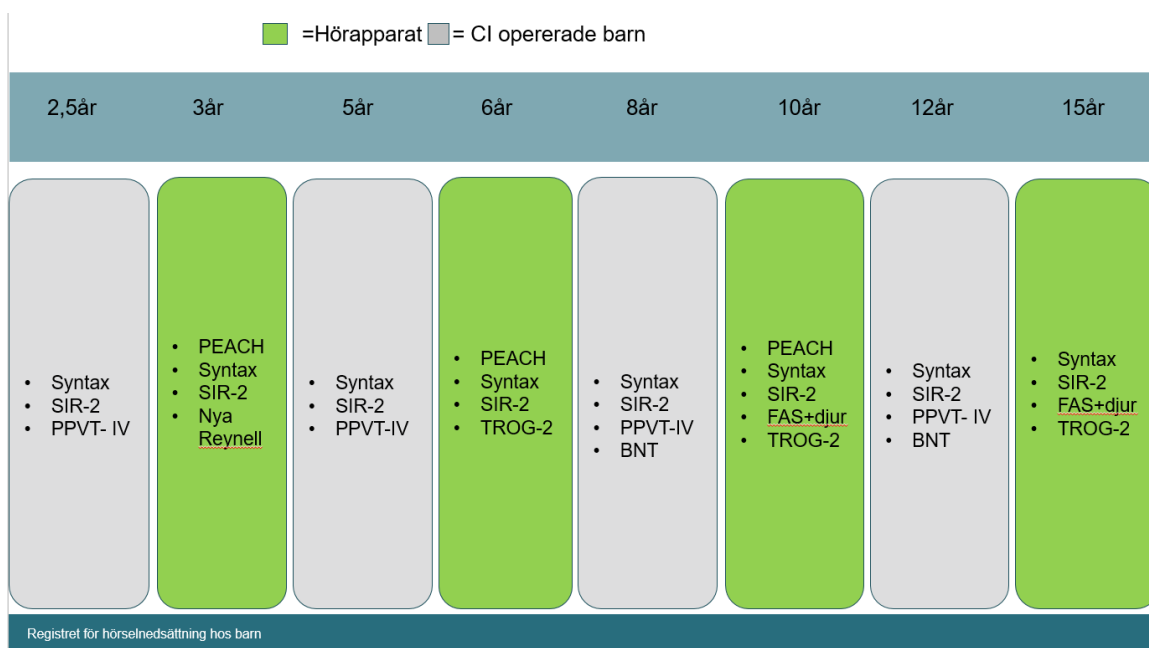 =Hörapparat = CI opererade barn
2,5år 3år 5år 6år 8år 10år 12år 15år
• Syntax
• SIR-2
• PPVT- IV
• PEACH
• Syntax
• SIR-2
• Nya
Reynell
• Syntax
• SIR-2
• PPVT-IV
• PEACH
• Syntax
• SIR-2
• TROG-2
• Syntax
• SIR-2
• PPVT-IV
• BNT
• PEACH
• Syntax
• SIR-2
• FAS+djur
• TROG-2
• Syntax
• SIR-2
• PPVT- IV
• BNT
• Syntax
• SIR-2
• FAS+djur
• TROG-2
Registret för hörselnedsättning hos barn